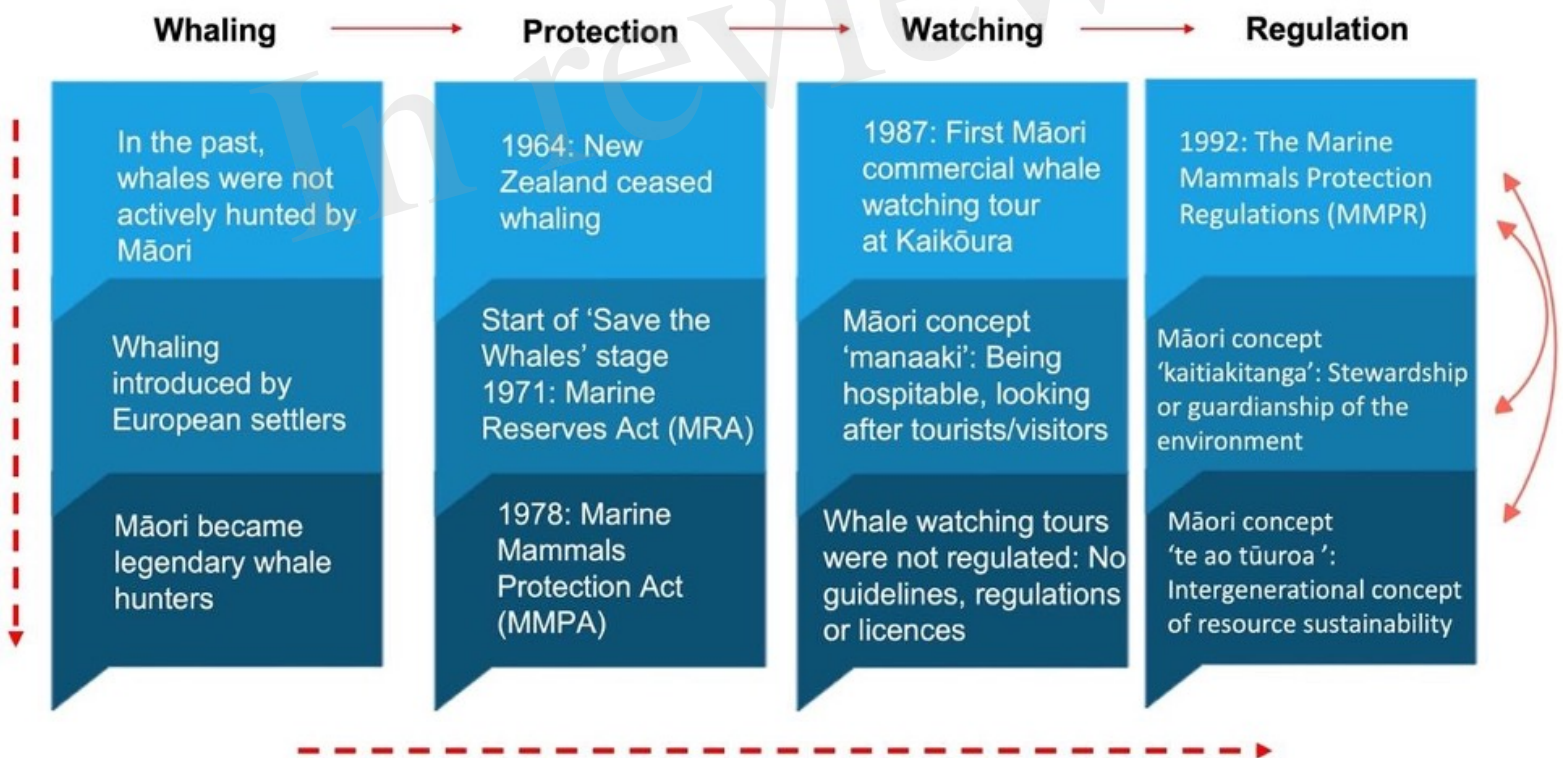 Whaling
Protection
Watching
Regulation
In review
In the past,
whales were not
actively hunted by
Māori
Whaling
introduced by
European settlers
Māori became
legendary whale
hunters
1964: New
Zealand ceased
whaling
Start of ‘Save the
Whales’ stage
1971: Marine
Reserves Act (MRA)
1978: Marine
Mammals
Protection Act
(MMPA)
1987: First Māori
commercial whale
watching tour
at Kaikōura
Māori concept
‘manaaki’: Being
hospitable, looking
after tourists/visitors
Whale watching tours
were not regulated: No
guidelines, regulations
or licences
1992: The Marine
Mammals Protection
Regulations (MMPR)
Māori concept
‘kaitiakitanga’: Stewardship
or guardianship of the
environment
Māori concept
‘te ao tūuroa ’:
Intergenerational concept
of resource sustainability